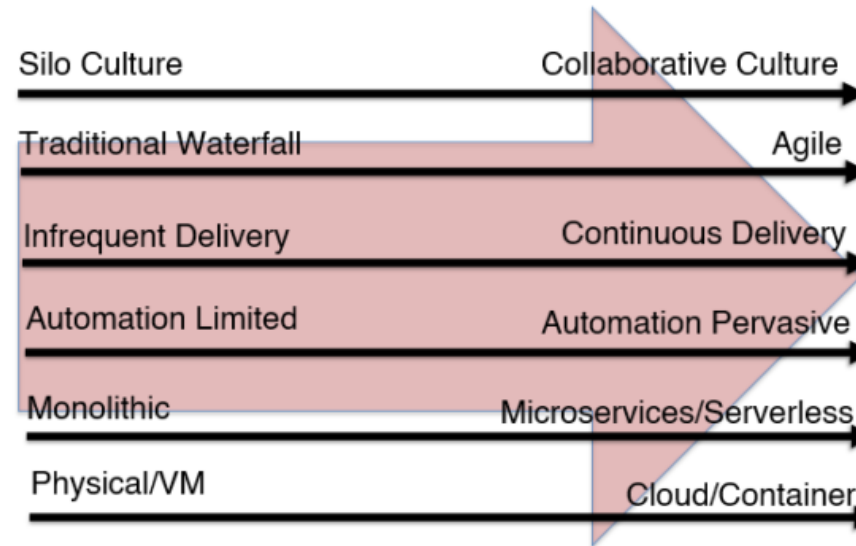 Silo Culture Collaborative Culture
Traditional Waterfall Agile
Infrequent Delivery Continuous Delivery
Automation Limited Automation Pervasive
Monolithic Microservices/Serverless
Physical/VM Cloud/Container